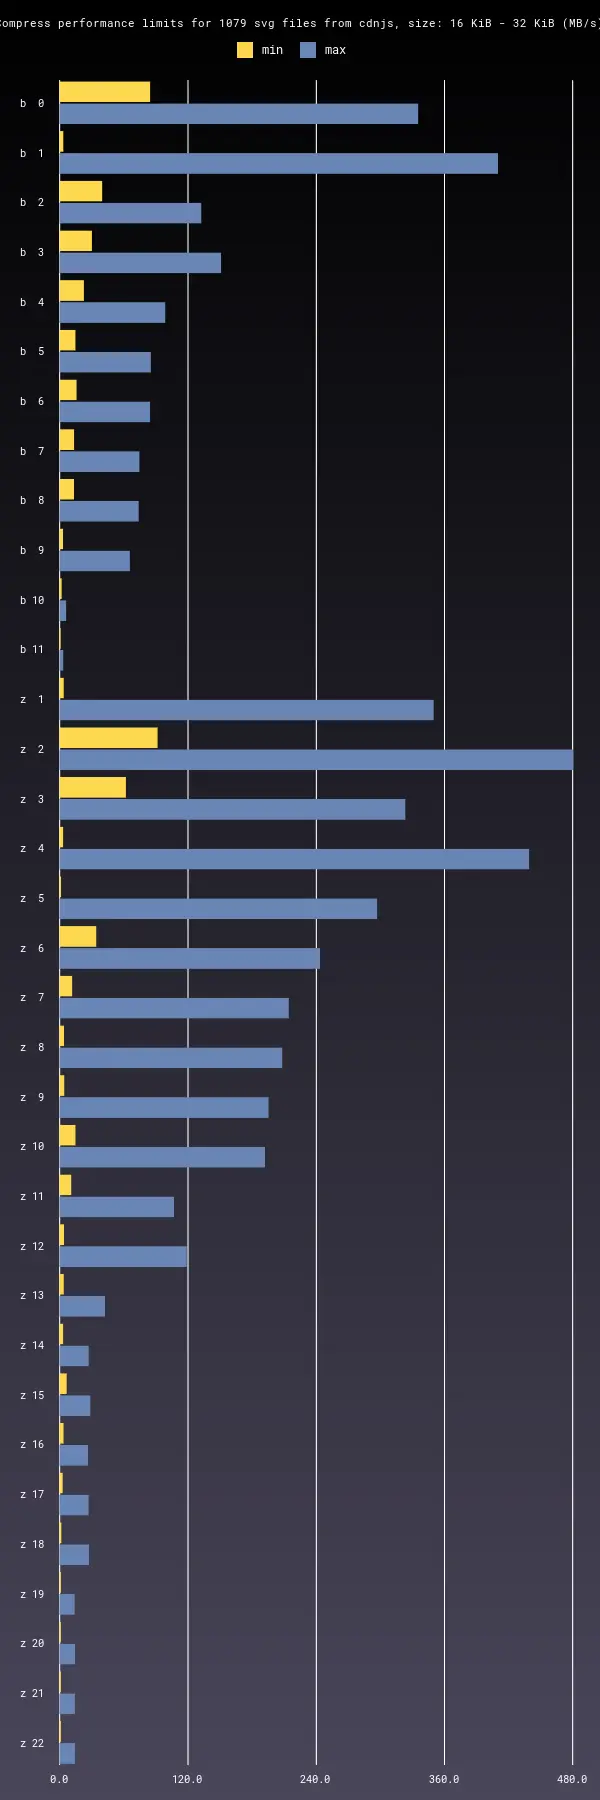 Compress performance limits for 1079 svg files from cdnjs, size: 16 KiB - 32 KiB (MB/s)
min max
b 0
b 1
b 2
b 3
b 4
b 5
b 6
b 7
b 8
b 9
b 10
b 11
z 1
z 2
z 3
z 4
z 5
z 6
z 7
z 8
z 9
z 10
z 11
z 12
z 13
z 14
z 15
z 16
z 17
z 18
z 19
z 20
z 21
z 22
0.0 120.0 240.0 360.0 480.0